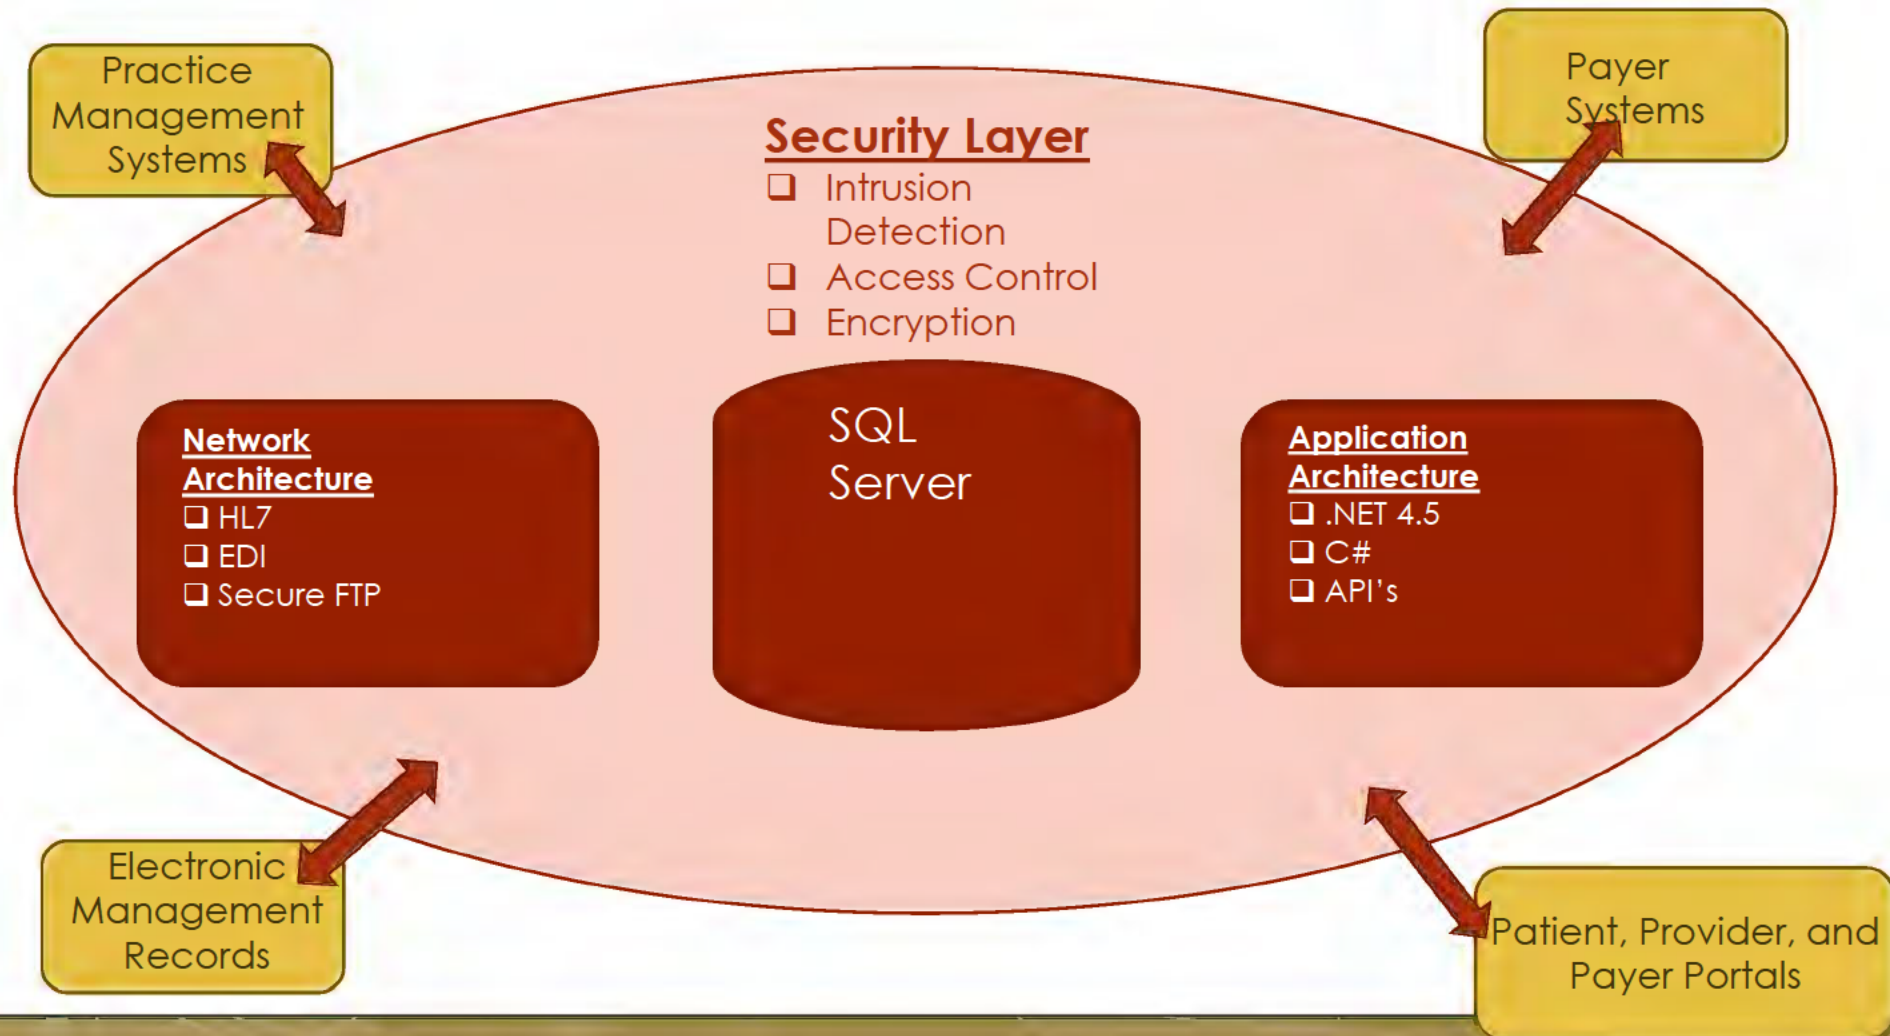 Practice
Management
Systems
Payer
Systems
Security Layer
Intrusion
Detection
Access Control
Encryption
Network
Architecture
HL7
EDI
Secure FTP
SQL
Server
Application
Architecture
.NET 4.5
C#
API's
Electronic
Management
Records
Patient, Provider, and
Payer Portals